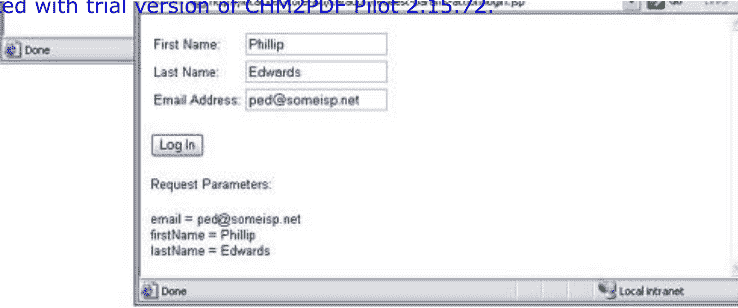 ed with trial version of CHM2PDF Pilot 2.15.72.
First Name: Phillip
Last Name: Edwards
Email Address: ped@someisp.net
Log In
Request Parameters:
email = ped@someisp.net
firstName = Phillip
lastName = Edwards
Done
Done Local intranet